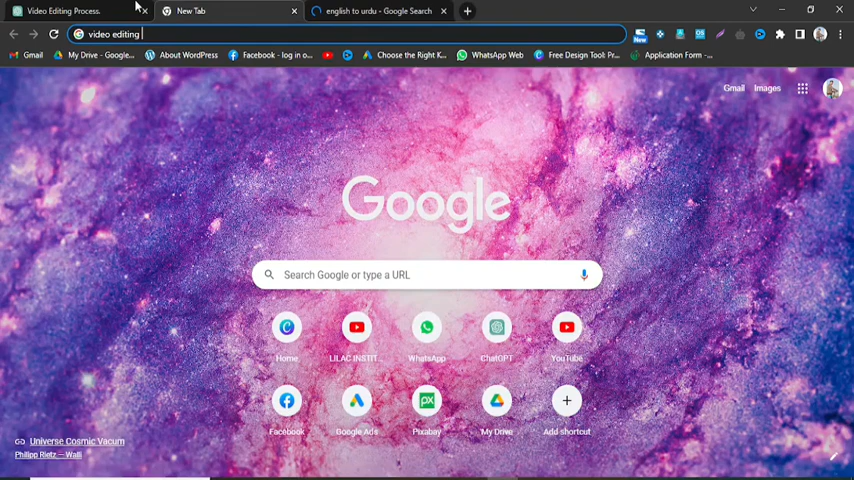 Video Editing Process.
New Tab
english to urdu - Google Search
video editing
Gmail
My Drive - Google...
About WordPress
Facebook - log in o...
Choose the Right K...
WhatsApp Web
Free Design Tool: Pr...
Application Form -...
New
Gmail
Images
Google
Search Google or type a URL
Home
LILAC INSTIT...
WhatsApp
ChatGPT
YouTube
Facebook
Google Ads
Pixabay
My Drive
Add shortcut
Universe Cosmic Vacum
Philipp Rietz — Walli